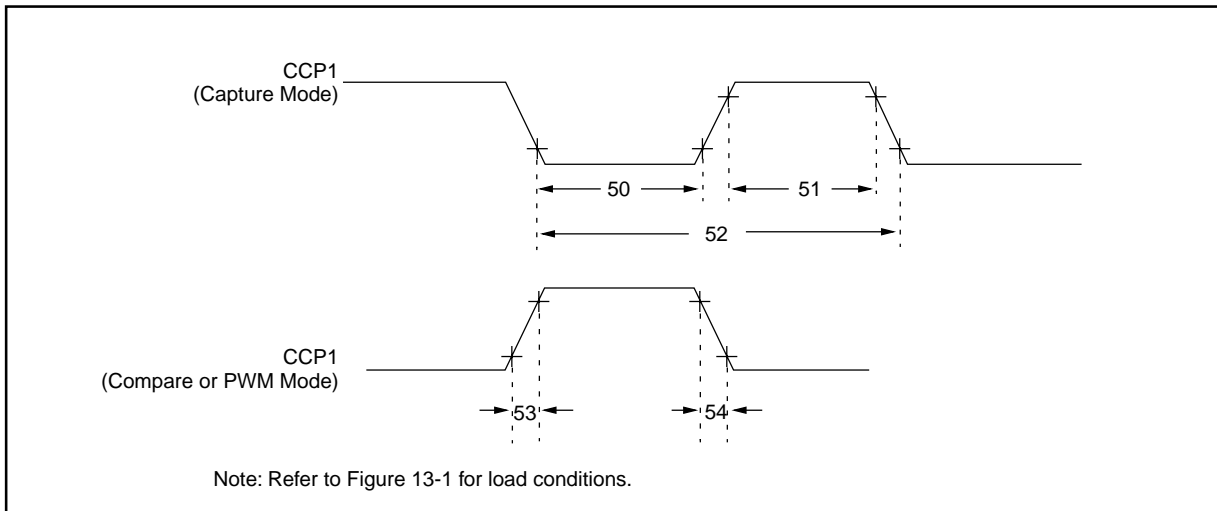 CCP1
(Capture Mode)
50
51
52
CCP1
(Compare or PWM Mode)
53
54
Note: Refer to Figure 13-1 for load conditions.